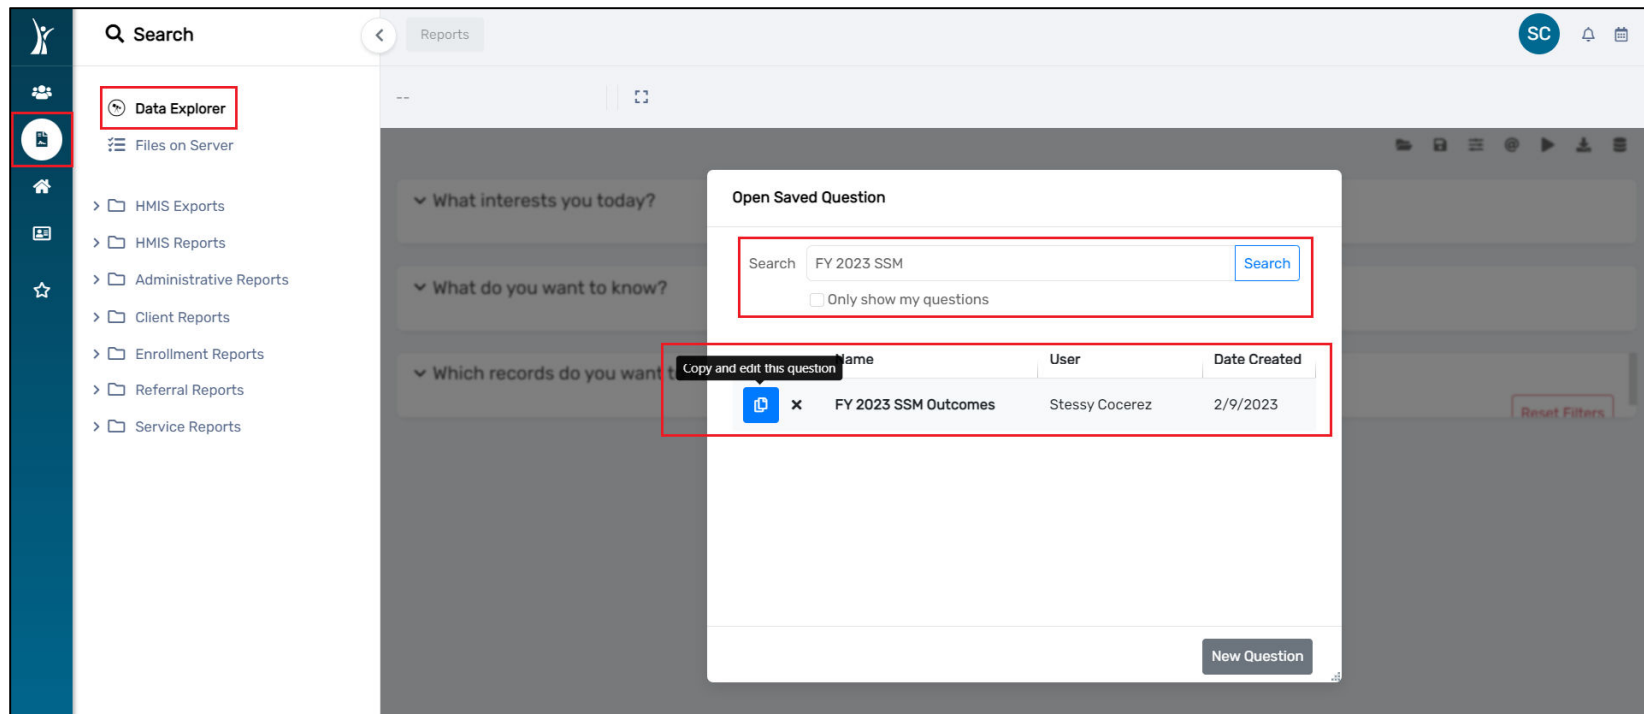 Search
Reports
SC
Data Explorer
--
Files on Server
HMIS Exports
HMIS Reports
Administrative Reports
Client Reports
Enrollment Reports
Referral Reports
Service Reports
What interests you today?
What do you want to know?
Which records do you want t
Reset Filters
Open Saved Question
Search FY 2023 SSM Search
Only show my questions
Name User Date Created
Copy and edit this question
FY 2023 SSM Outcomes Stessy Cocerez 2/9/2023
New Question